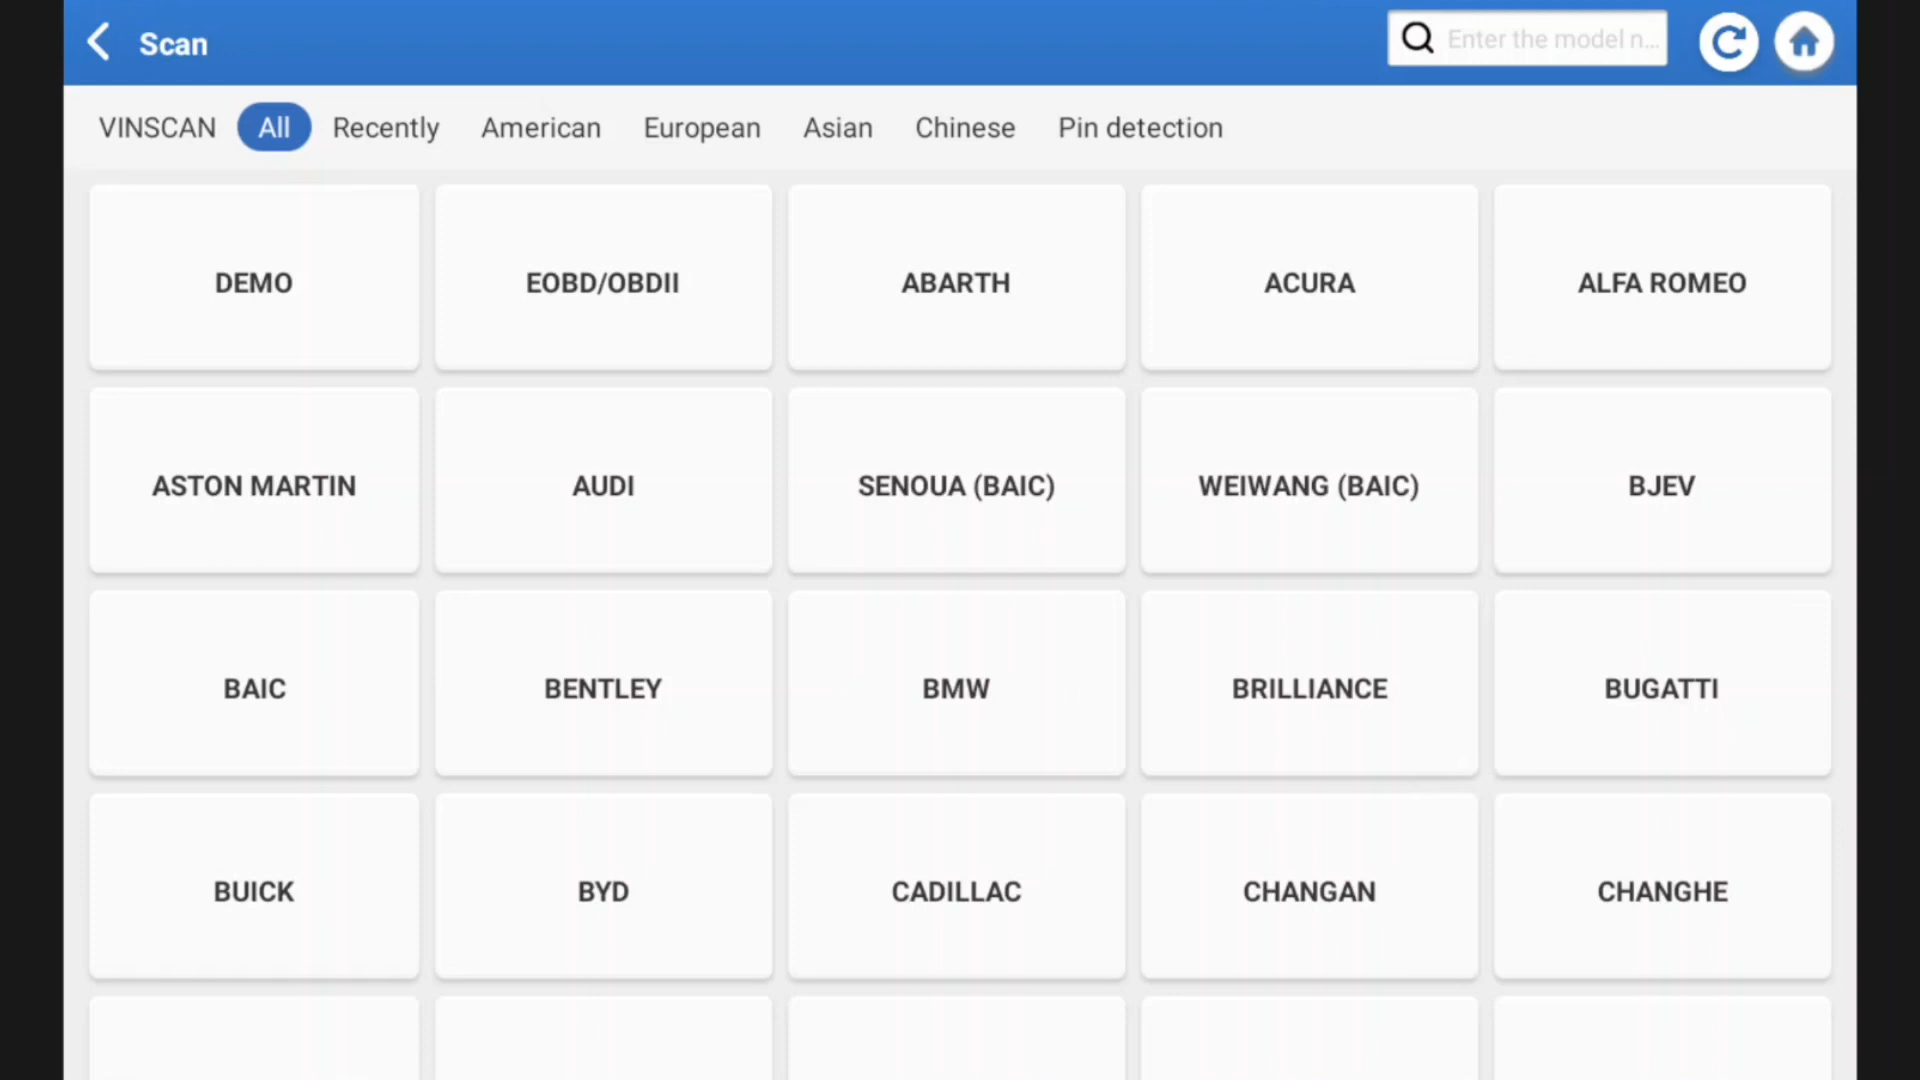 Scan
Enter the model n...
VINSCAN All Recently American European Asian Chinese Pin detection
DEMO EOBD/OBDII ABARTH ACURA ALFA ROMEO
ASTON MARTIN AUDI SENOUA (BAIC) WEIWANG (BAIC) BJEV
BAIC BENTLEY BMW BRILLIANCE BUGATTI
BUICK BYD CADILLAC CHANGAN CHANGHE